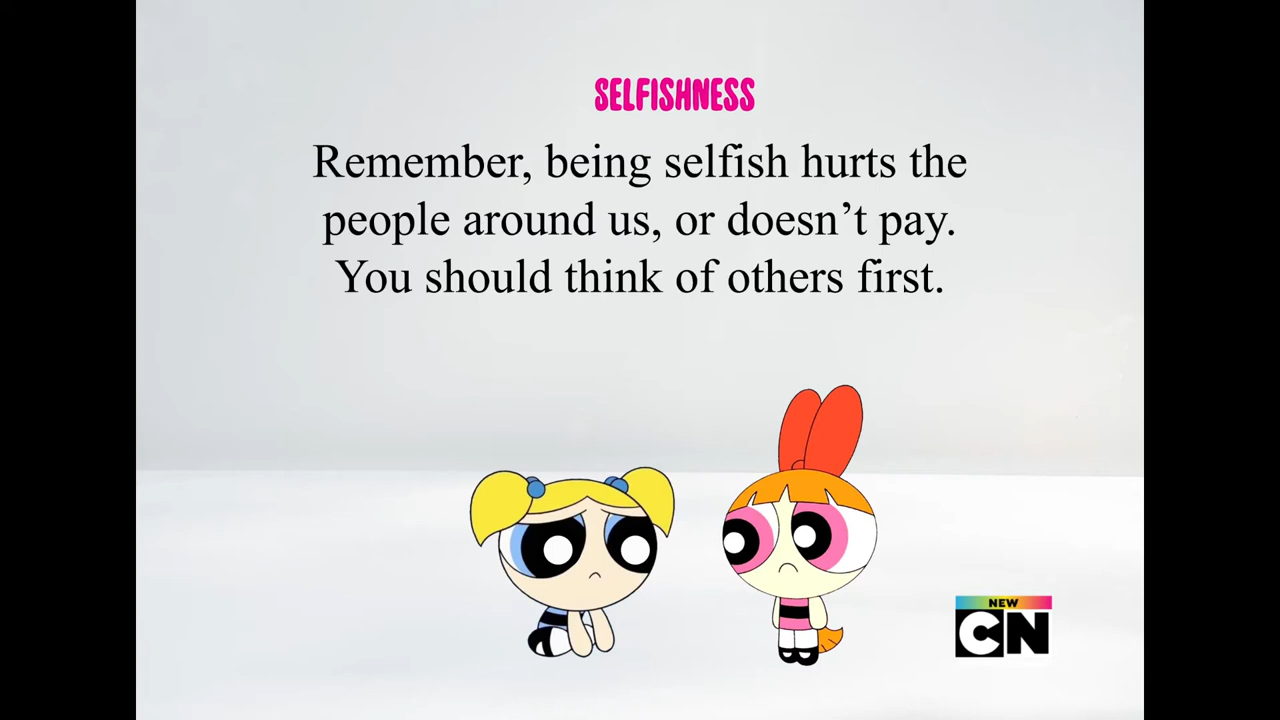 SELFISHNESS
Remember, being selfish hurts the
people around us, or doesn’t pay.
You should think of others first.
NEW
CN